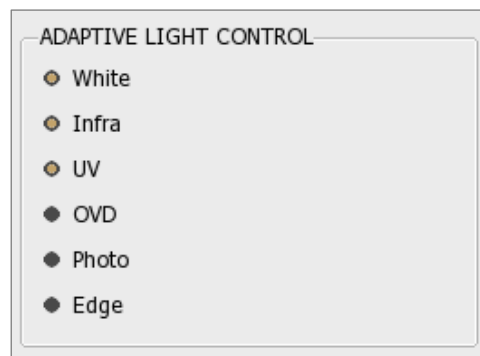 ADAPTIVE LIGHT CONTROL
White
Infra
UV
OVD
Photo
Edge